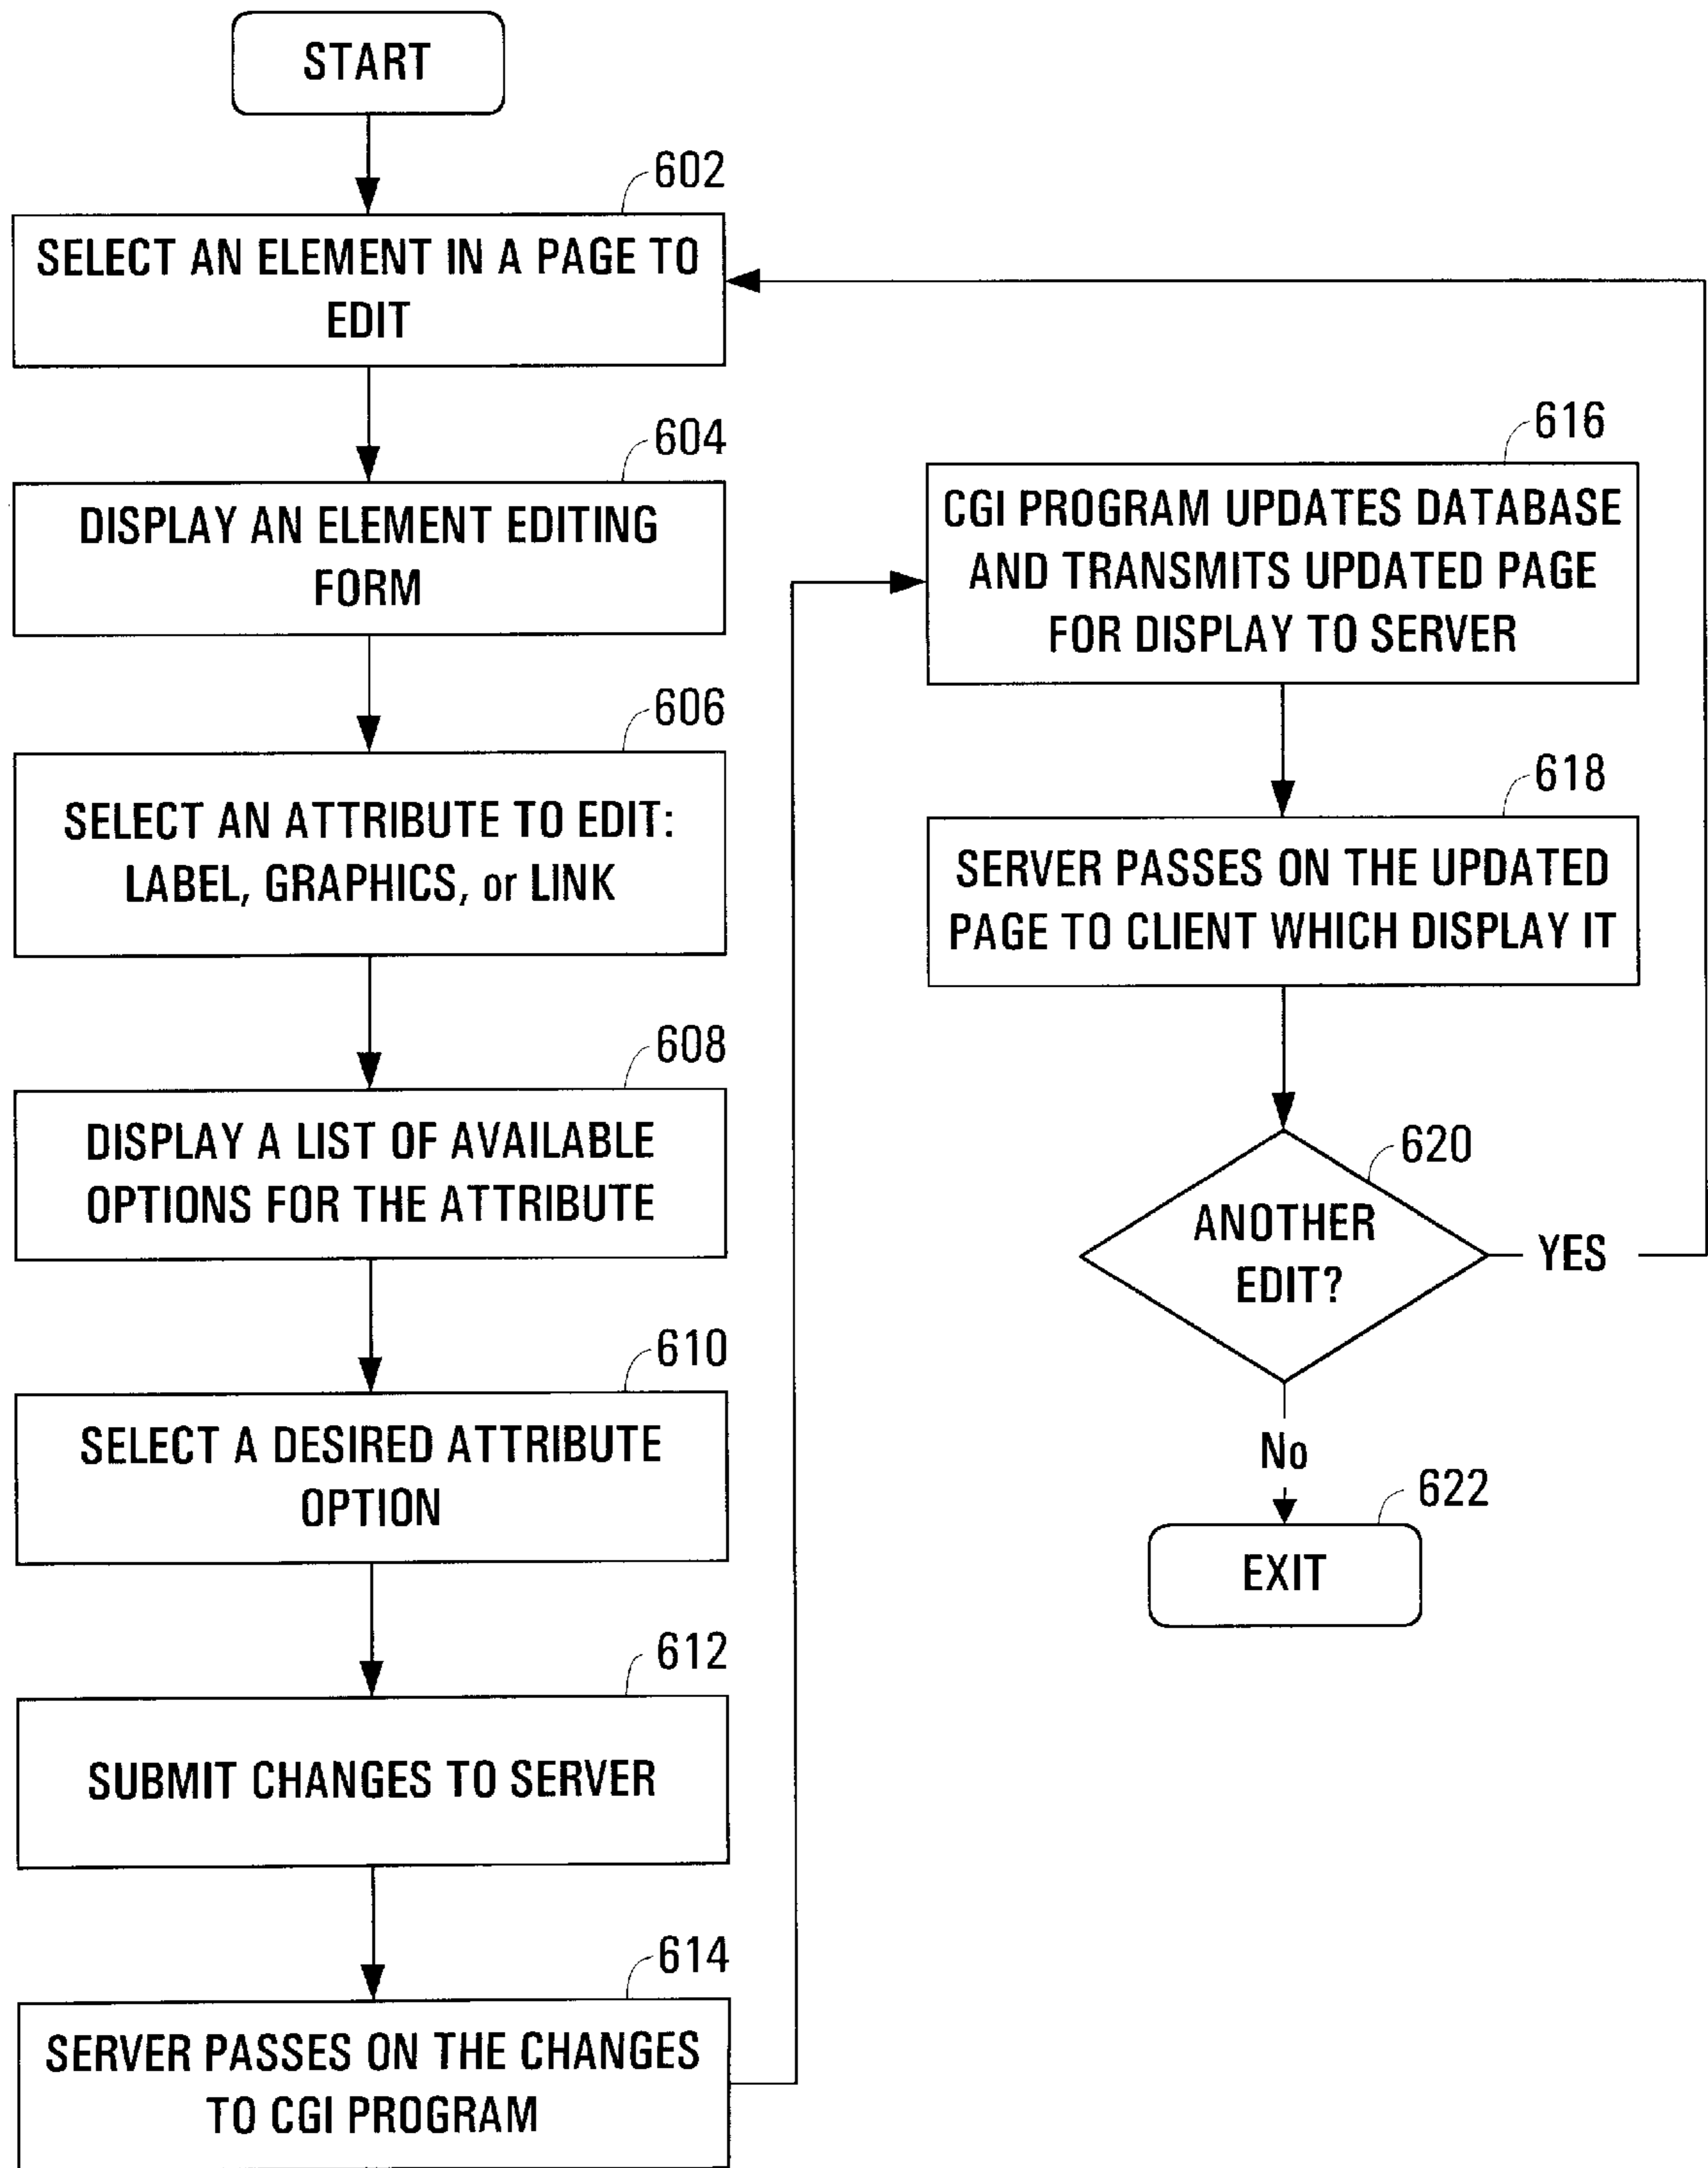 START
602
SELECT AN ELEMENT IN A PAGE TO
EDIT
604
DISPLAY AN ELEMENT EDITING
FORM
606
SELECT AN ATTRIBUTE TO EDIT:
LABEL, GRAPHICS, or LINK
608
DISPLAY A LIST OF AVAILABLE
OPTIONS FOR THE ATTRIBUTE
610
SELECT A DESIRED ATTRIBUTE
OPTION
612
SUBMIT CHANGES TO SERVER
614
SERVER PASSES ON THE CHANGES
TO CGI PROGRAM
616
CGI PROGRAM UPDATES DATABASE
AND TRANSMITS UPDATED PAGE
FOR DISPLAY TO SERVER
618
SERVER PASSES ON THE UPDATED
PAGE TO CLIENT WHICH DISPLAY IT
620
ANOTHER
EDIT?
YES
No
622
EXIT